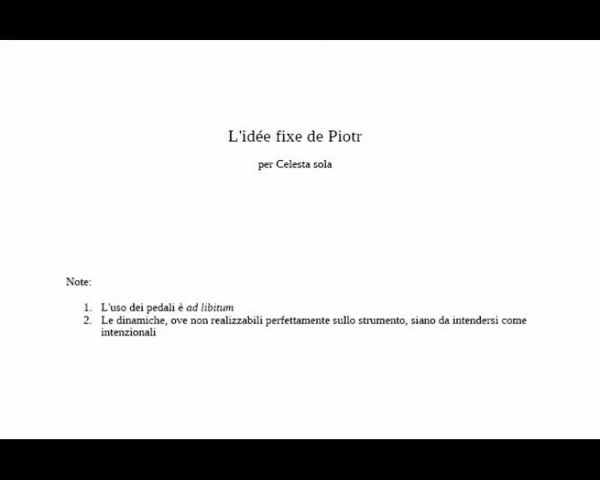 L'idée fixe de Piotr
per Celesta sola
Note:
1. L'uso dei pedali è ad libitum
2. Le dinamiche, ove non realizzabili perfettamente sullo strumento, siano da intendersi come
intenzionali